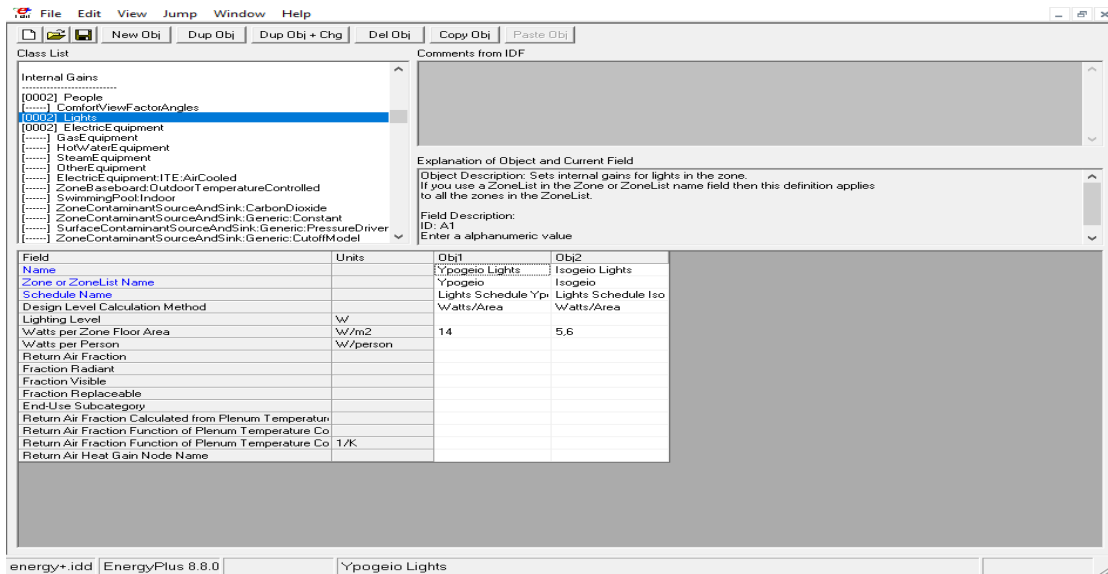 File Edit View Jump Window Help
New Obj Dup Obj Dup Obj + Chg Del Obj Copy Obj Paste Obj
Class List
Comments from IDF
Internal Gains
-------------------------
[0002] People
[------] ComfortViewFactorAngles
[0002] Lights
[0002] ElectricEquipment
[------] GasEquipment
[------] HotWaterEquipment
[------] SteamEquipment
[------] OtherEquipment
[------] ElectricEquipment:ITE:AirCooled
[------] ZoneBaseboard:OutdoorTemperatureControlled
[------] SwimmingPool:Indoor
[------] ZoneContaminantSourceAndSink:CarbonDioxide
[------] ZoneContaminantSourceAndSink:Generic:Constant
[------] SurfaceContaminantSourceAndSink:Generic:PressureDriver
[------] ZoneContaminantSourceAndSink:Generic:CutoffModel
Explanation of Object and Current Field
Object Description: Sets internal gains for lights in the zone.
If you use a ZoneList in the Zone or ZoneList name field then this definition applies
to all the zones in the ZoneList.
Field Description:
ID: A1
Enter a alphanumeric value
Field Units Obj1 Obj2
Name Ypogeio Lights Isogeio Lights
Zone or ZoneList Name Ypogeio Isogeio
Schedule Name Lights Schedule Ypo Lights Schedule Iso
Design Level Calculation Method Watts/Area Watts/Area
Lighting Level W
Watts per Zone Floor Area W/m2 14 5,6
Watts per Person W/person
Return Air Fraction
Fraction Radiant
Fraction Visible
Fraction Replaceable
End-Use Subcategory
Return Air Fraction Calculated from Plenum Temperature
Return Air Fraction Function of Plenum Temperature Co
Return Air Fraction Function of Plenum Temperature Co 1/K
Return Air Heat Gain Node Name
energy+.idd EnergyPlus 8.8.0 Ypogeio Lights